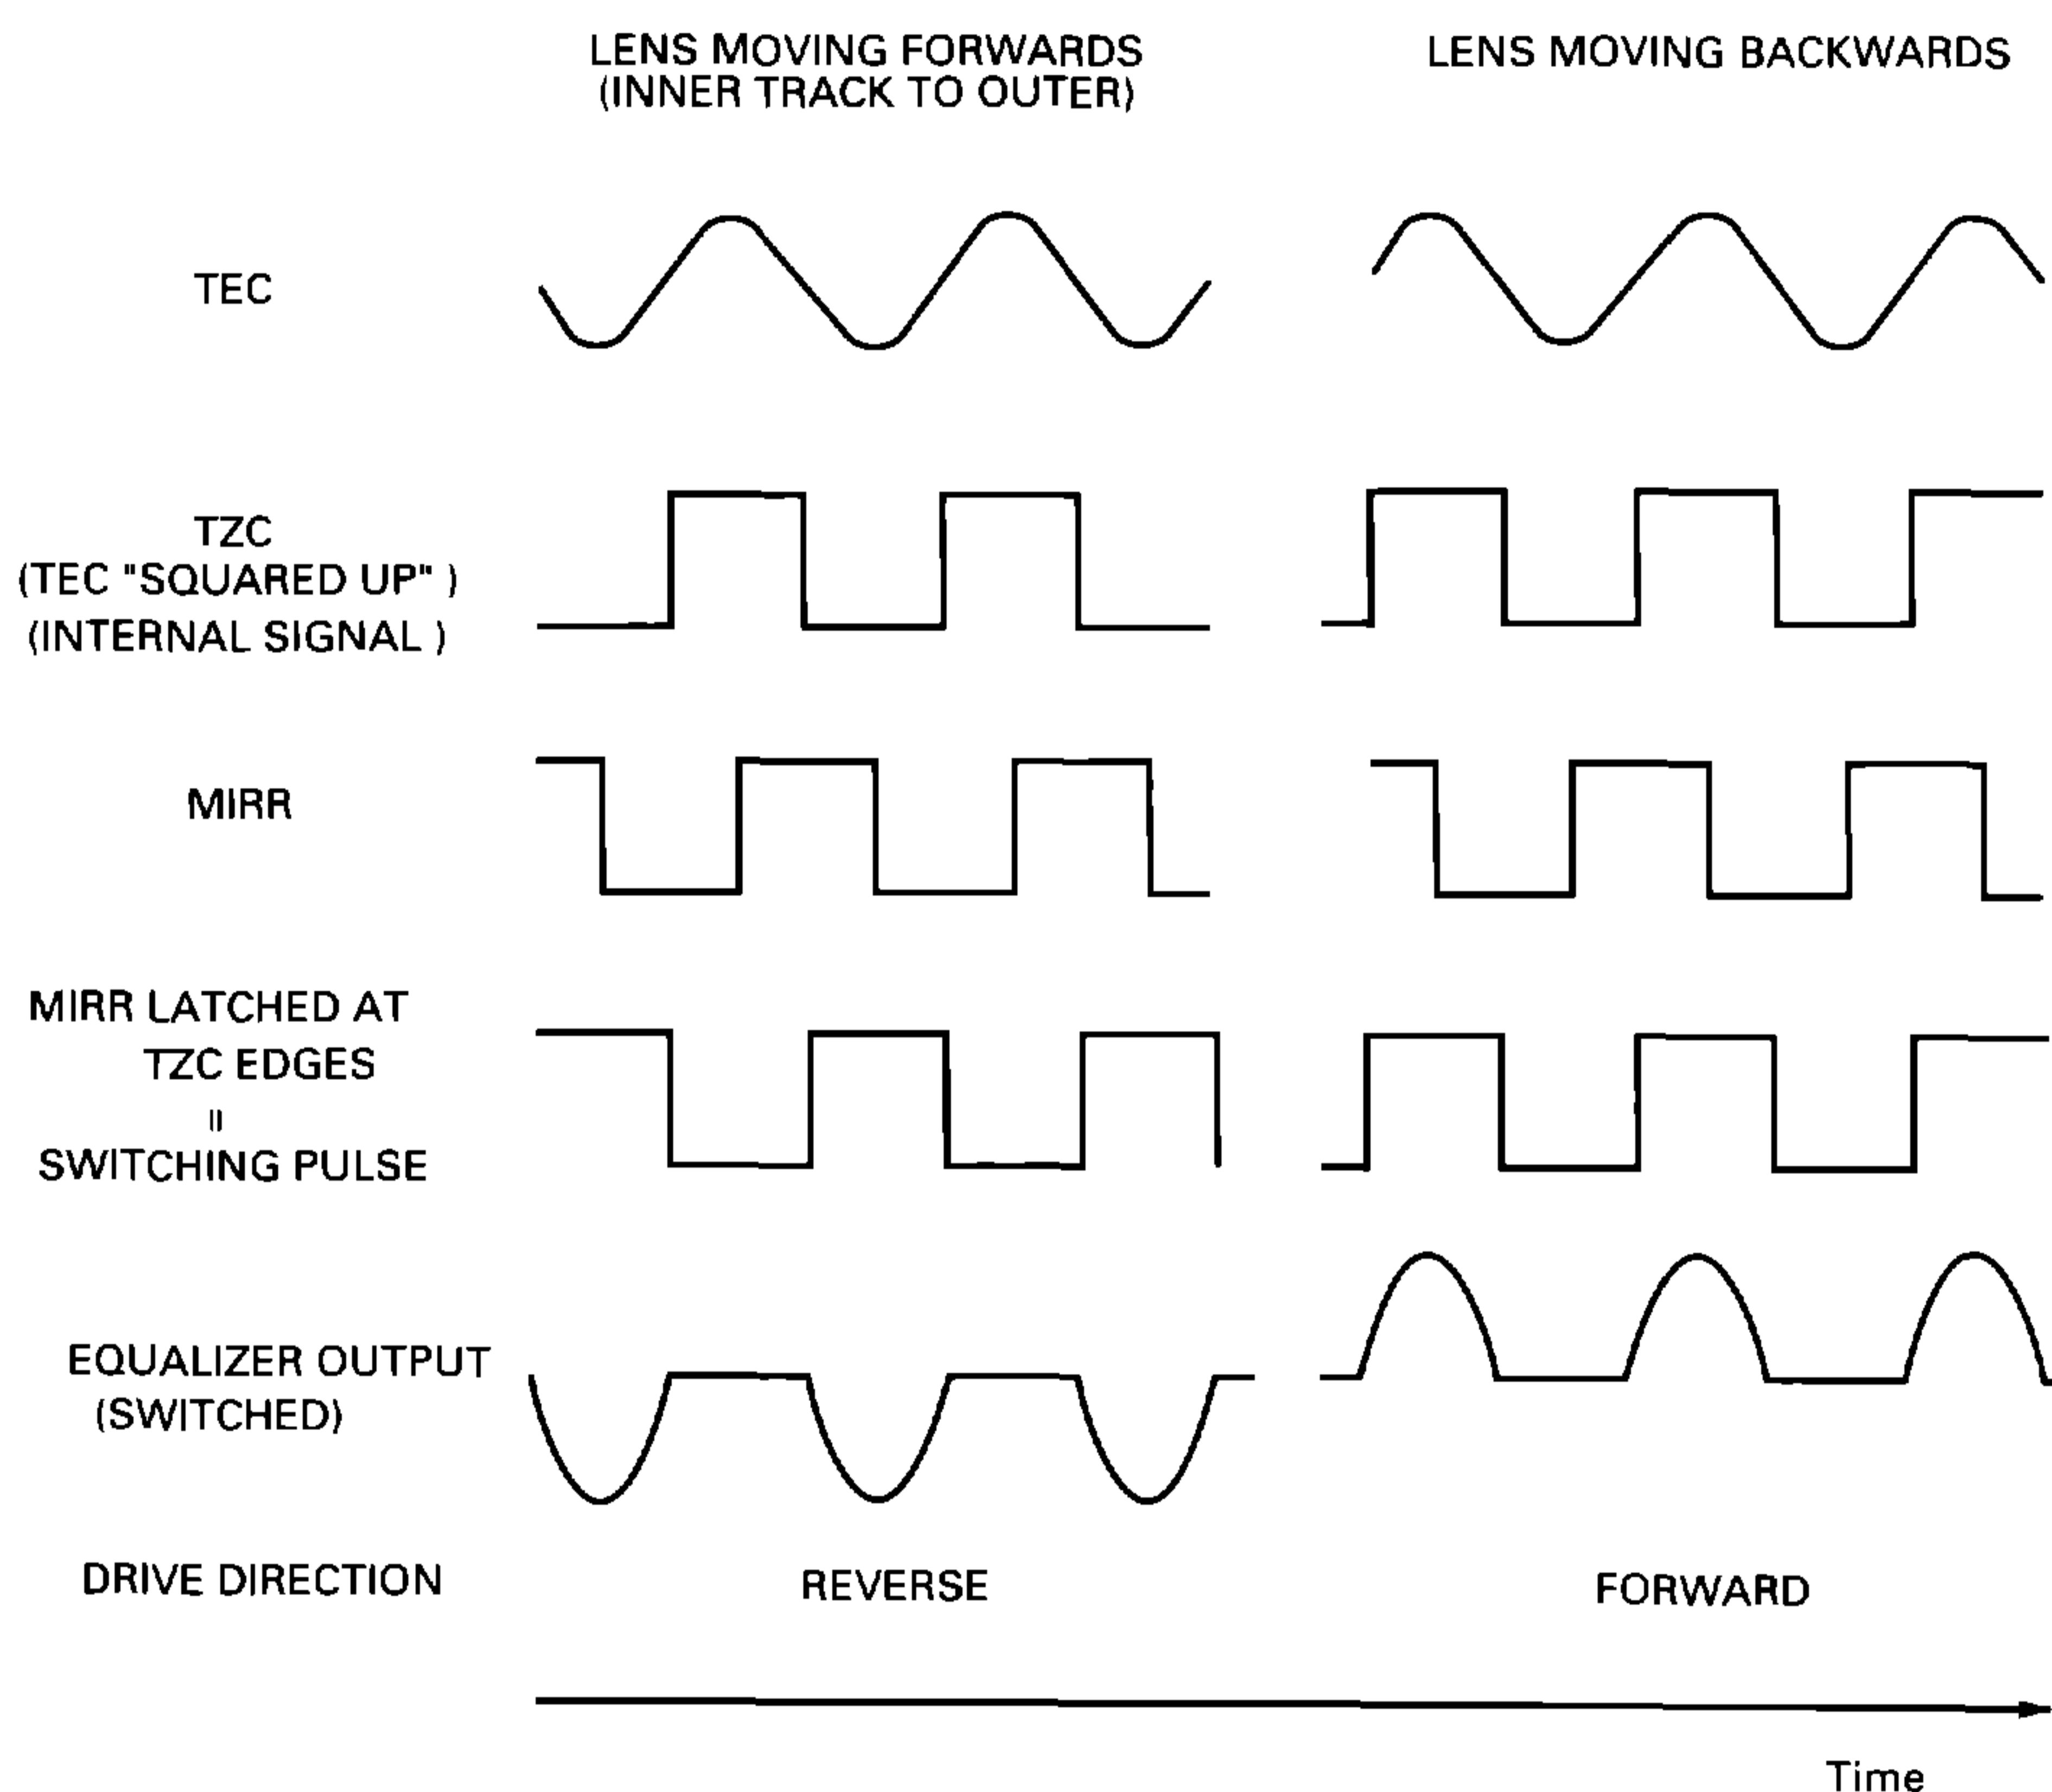 LENS MOVING FORWARDS
(INNER TRACK TO OUTER)
LENS MOVING BACKWARDS
TEC
TZC
(TEC "SQUARED UP" )
(INTERNAL SIGNAL )
MIRR
MIRR LATCHED AT
TZC EDGES
=
SWITCHING PULSE
EQUALIZER OUTPUT
(SWITCHED)
DRIVE DIRECTION
REVERSE
FORWARD
Time